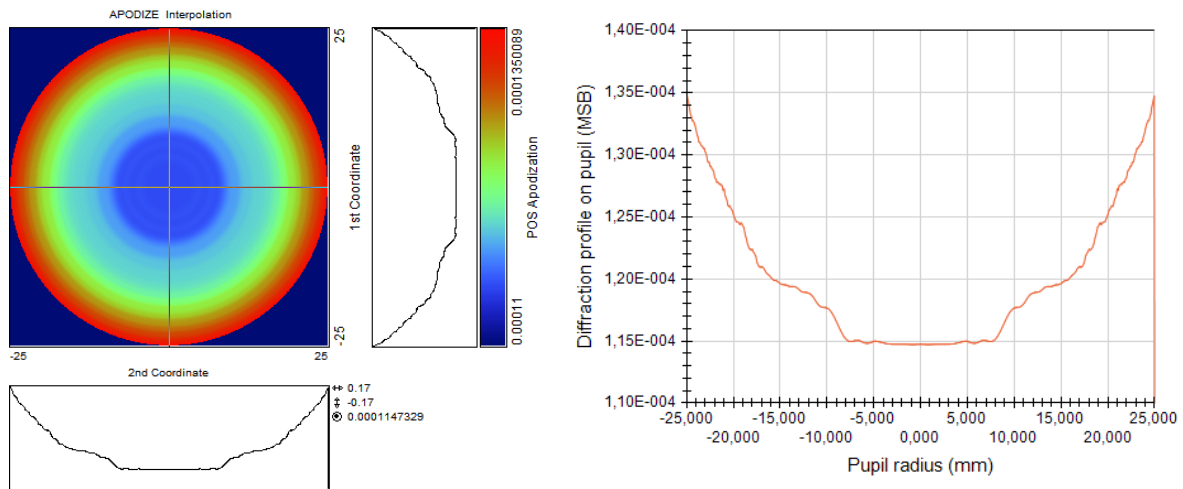 APODIZE Interpolation
25
1st Coordinate
-25
0.0001350089
POS Apodization
0.00011
-25
25
2nd Coordinate
0.17
-0.17
0.0001147329
1,40E-004
1,35E-004
1,30E-004
1,25E-004
1,20E-004
1,15E-004
1,10E-004
Diffraction profile on pupil (MSB)
-25,000 -15,000 -5,000 5,000 15,000 25,000
-20,000 -10,000 0,000 10,000 20,000
Pupil radius (mm)